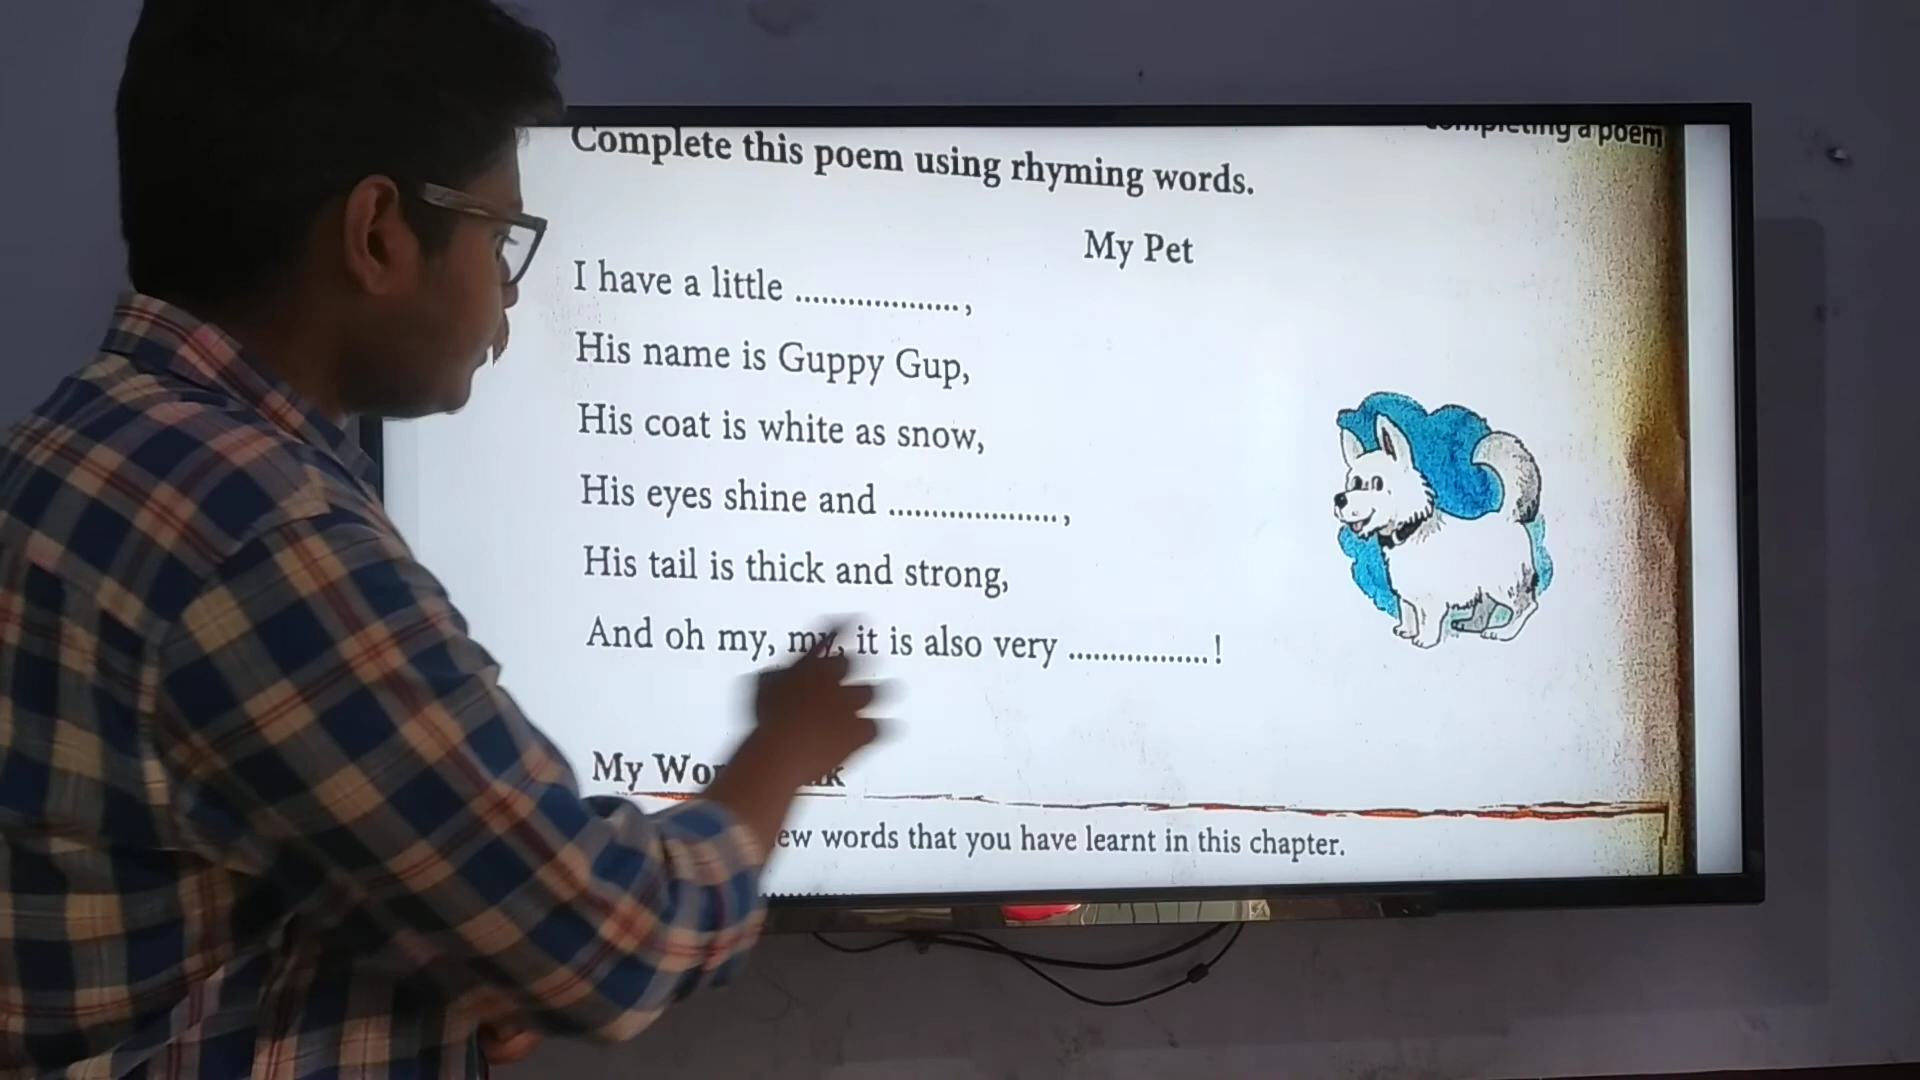 completing a poem
Complete this poem using rhyming words.
My Pet
I have a little ...................,
His name is Guppy Gup,
His coat is white as snow,
His eyes shine and ....................,
His tail is thick and strong,
And oh my, my, it is also very .................!
My
words that you have learnt in this chapter.